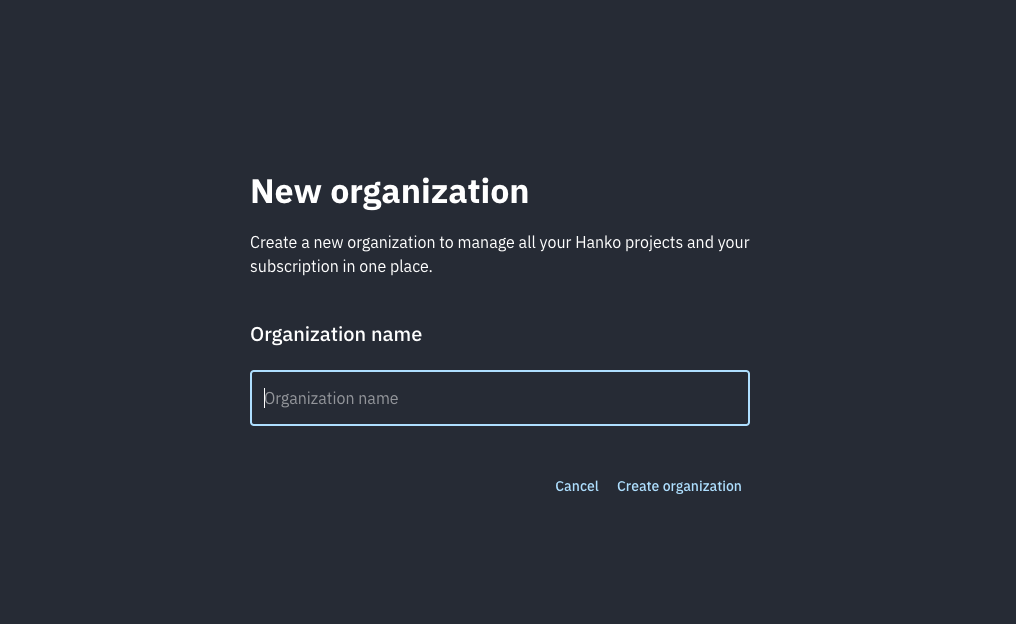 New organization
Create a new organization to manage all your Hanko projects and your
subscription in one place.
Organization name
Organization name
Cancel Create organization